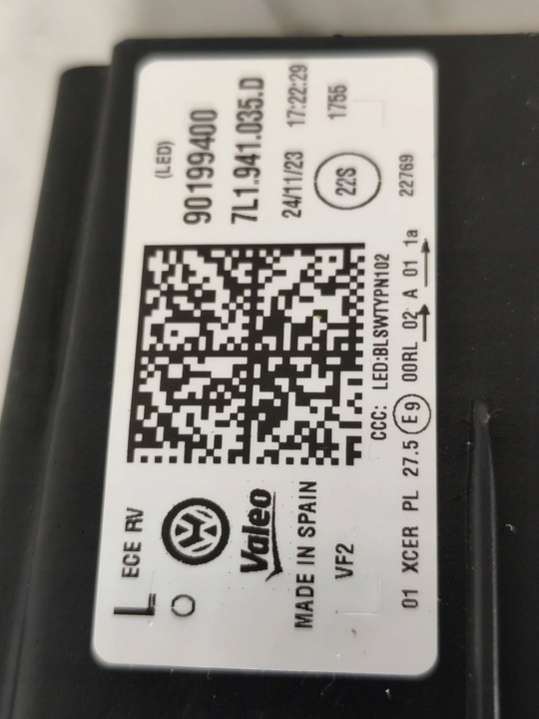 L ECE RV (LED)
90199400
Valeo 7L1.941.035.D
MADE IN SPAIN 24/11/23 17:22:29
VF2 22S 1755
CCC: LED:BLSWTYPN102
22769
01 XCER PL 27.5 E9 00RL 02 A 01 1a